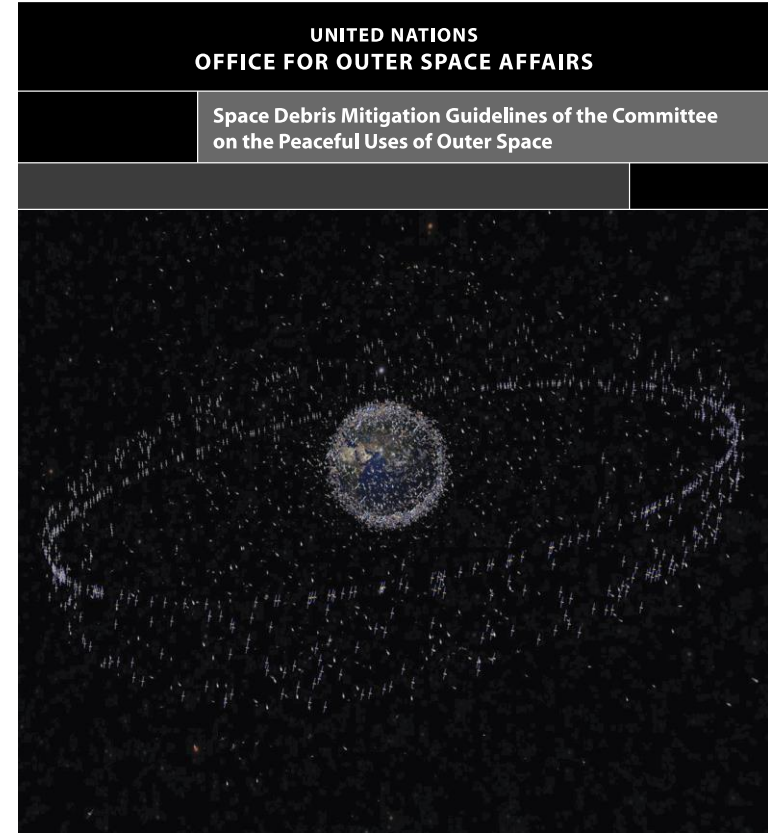 UNITED NATIONS
OFFICE FOR OUTER SPACE AFFAIRS
Space Debris Mitigation Guidelines of the Committee
on the Peaceful Uses of Outer Space